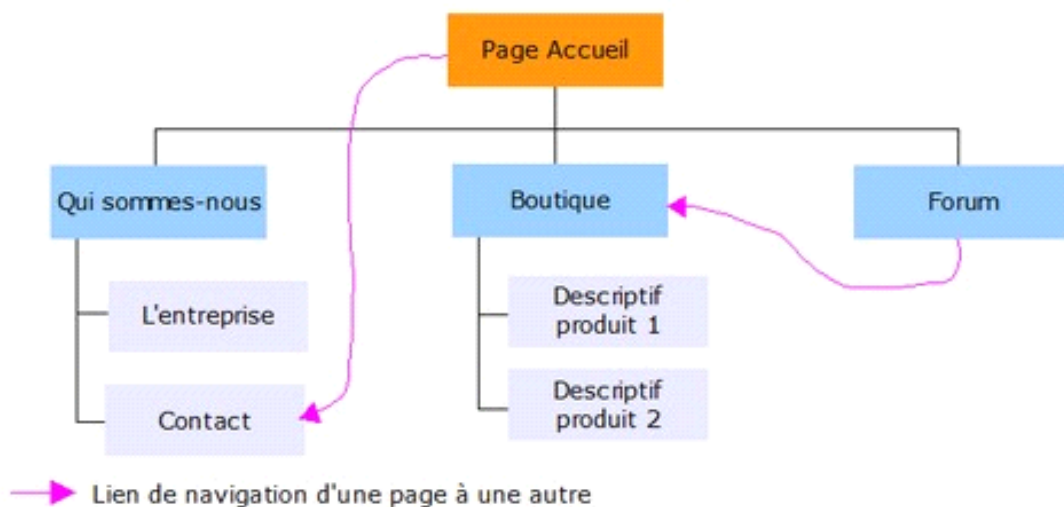 Page Accueil
Qui sommes-nous
Boutique
Forum
L'entreprise
Contact
Descriptif
produit 1
Descriptif
produit 2
Lien de navigation d'une page à une autre